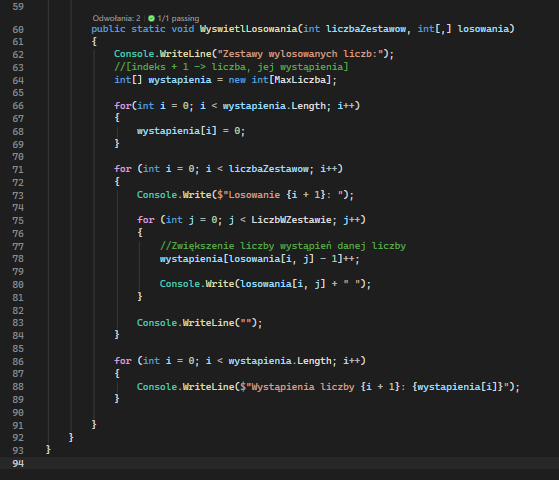 59
Odwołania: 2 | 1/1 passing
60 public static void WyswietlLosowania(int liczbaZestawow, int[,] losowania)
61 {
62 Console.WriteLine("Zestawy wylosowanych liczb:");
63 //[indeks + 1 -> liczba, jej wystąpienia]
64 int[] wystapienia = new int[MaxLiczba];
65
66 for(int i = 0; i < wystapienia.Length; i++)
67 {
68 wystapienia[i] = 0;
69 }
70
71 for (int i = 0; i < liczbaZestawow; i++)
72 {
73 Console.Write($"Losowanie {i + 1}: ");
74
75 for (int j = 0; j < LiczbWZestawie; j++)
76 {
77 //Zwiększenie liczby wystąpień danej liczby
78 wystapienia[losowania[i, j] - 1]++;
79
80 Console.Write(losowania[i, j] + " ");
81 }
82
83 Console.WriteLine("");
84 }
85
86 for (int i = 0; i < wystapienia.Length; i++)
87 {
88 Console.WriteLine($"Wystąpienia liczby {i + 1}: {wystapienia[i]}");
89 }
90
91 }
92 }
93 }
94